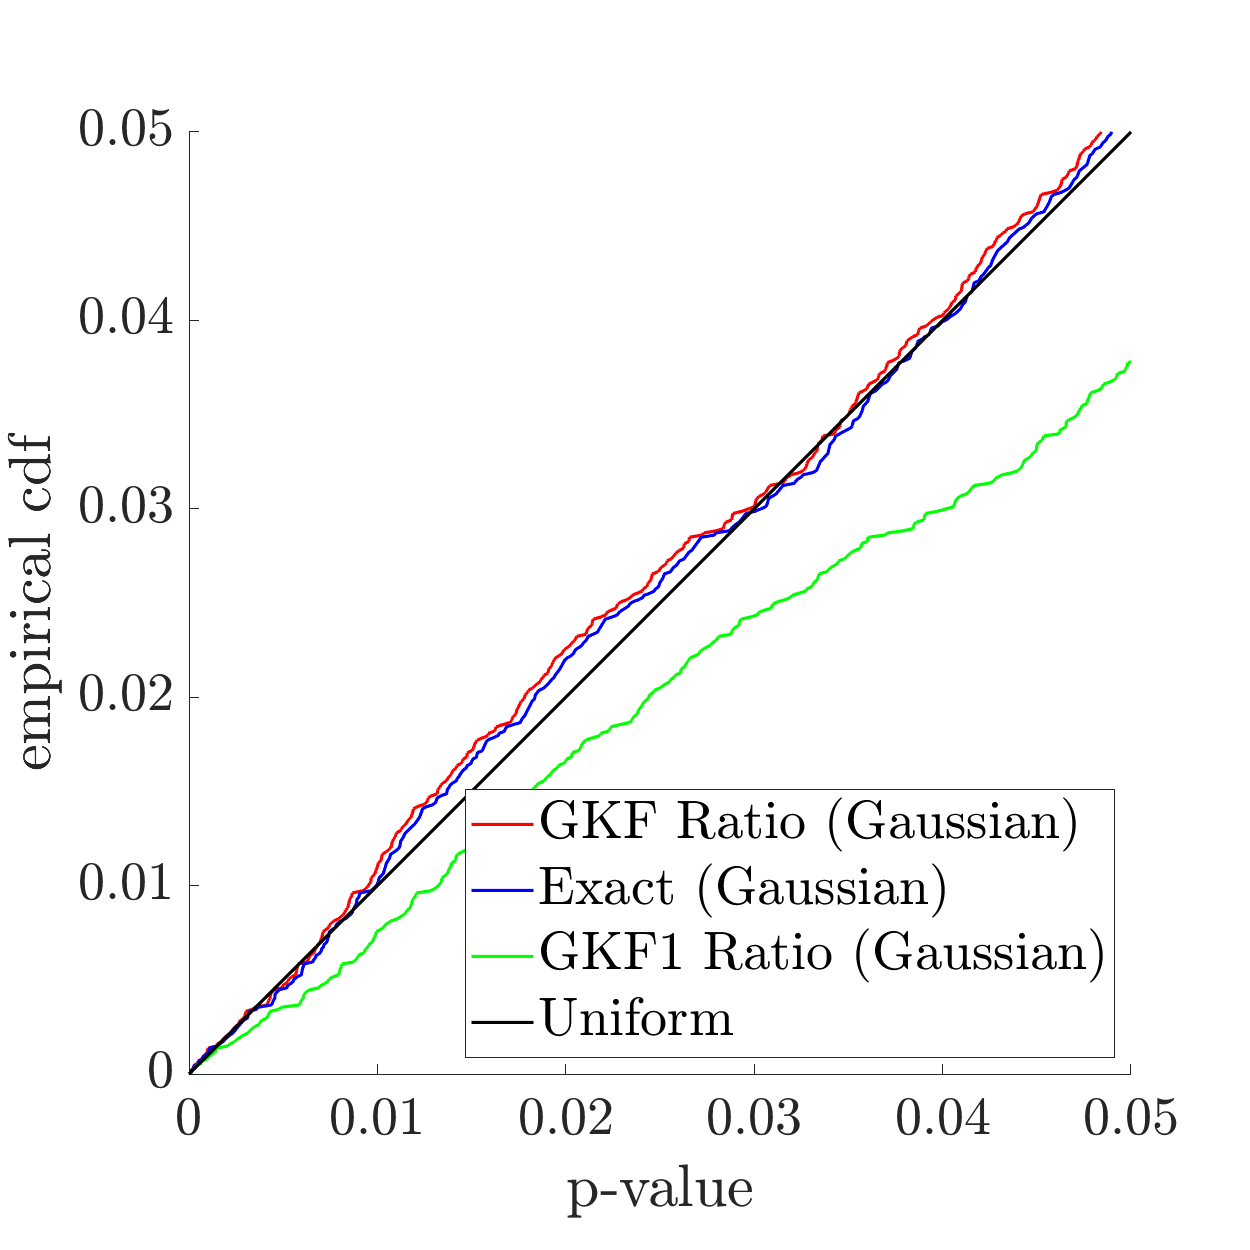 0.05
0.04
0.03
0.02
0.01
0
empirical cdf
GKF Ratio (Gaussian)
Exact (Gaussian)
GKF1 Ratio (Gaussian)
Uniform
0 0.01 0.02 0.03 0.04 0.05
p-value